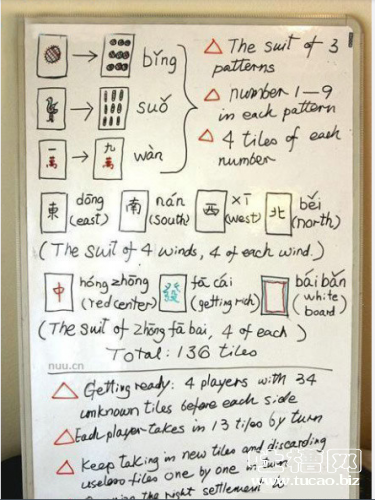 → bǐng
△ The suit of 3
patterns
→ suǒ
△ number 1-9
in each pattern
一萬 → 九萬 wàn
△ 4 tiles of each
number
東 dōng (east) 南 nán (South) 西 xī (west) 北 běi (north)
(The suit of 4 winds, 4 of each wind.)
中 hóng zhōng (red center) 發 fā cái (getting rich) bái bǎn (white board)
(The suit of zhōng fā bai, 4 of each)
Total: 136 tiles
nuu.cn
△ Getting ready: 4 players with 34
unknown tiles before each side
△ Each player takes in 13 tiles by turn
△ Keep taking in new tiles and discarding
useless tiles one by one in
the right settlement
www.tucao.biz